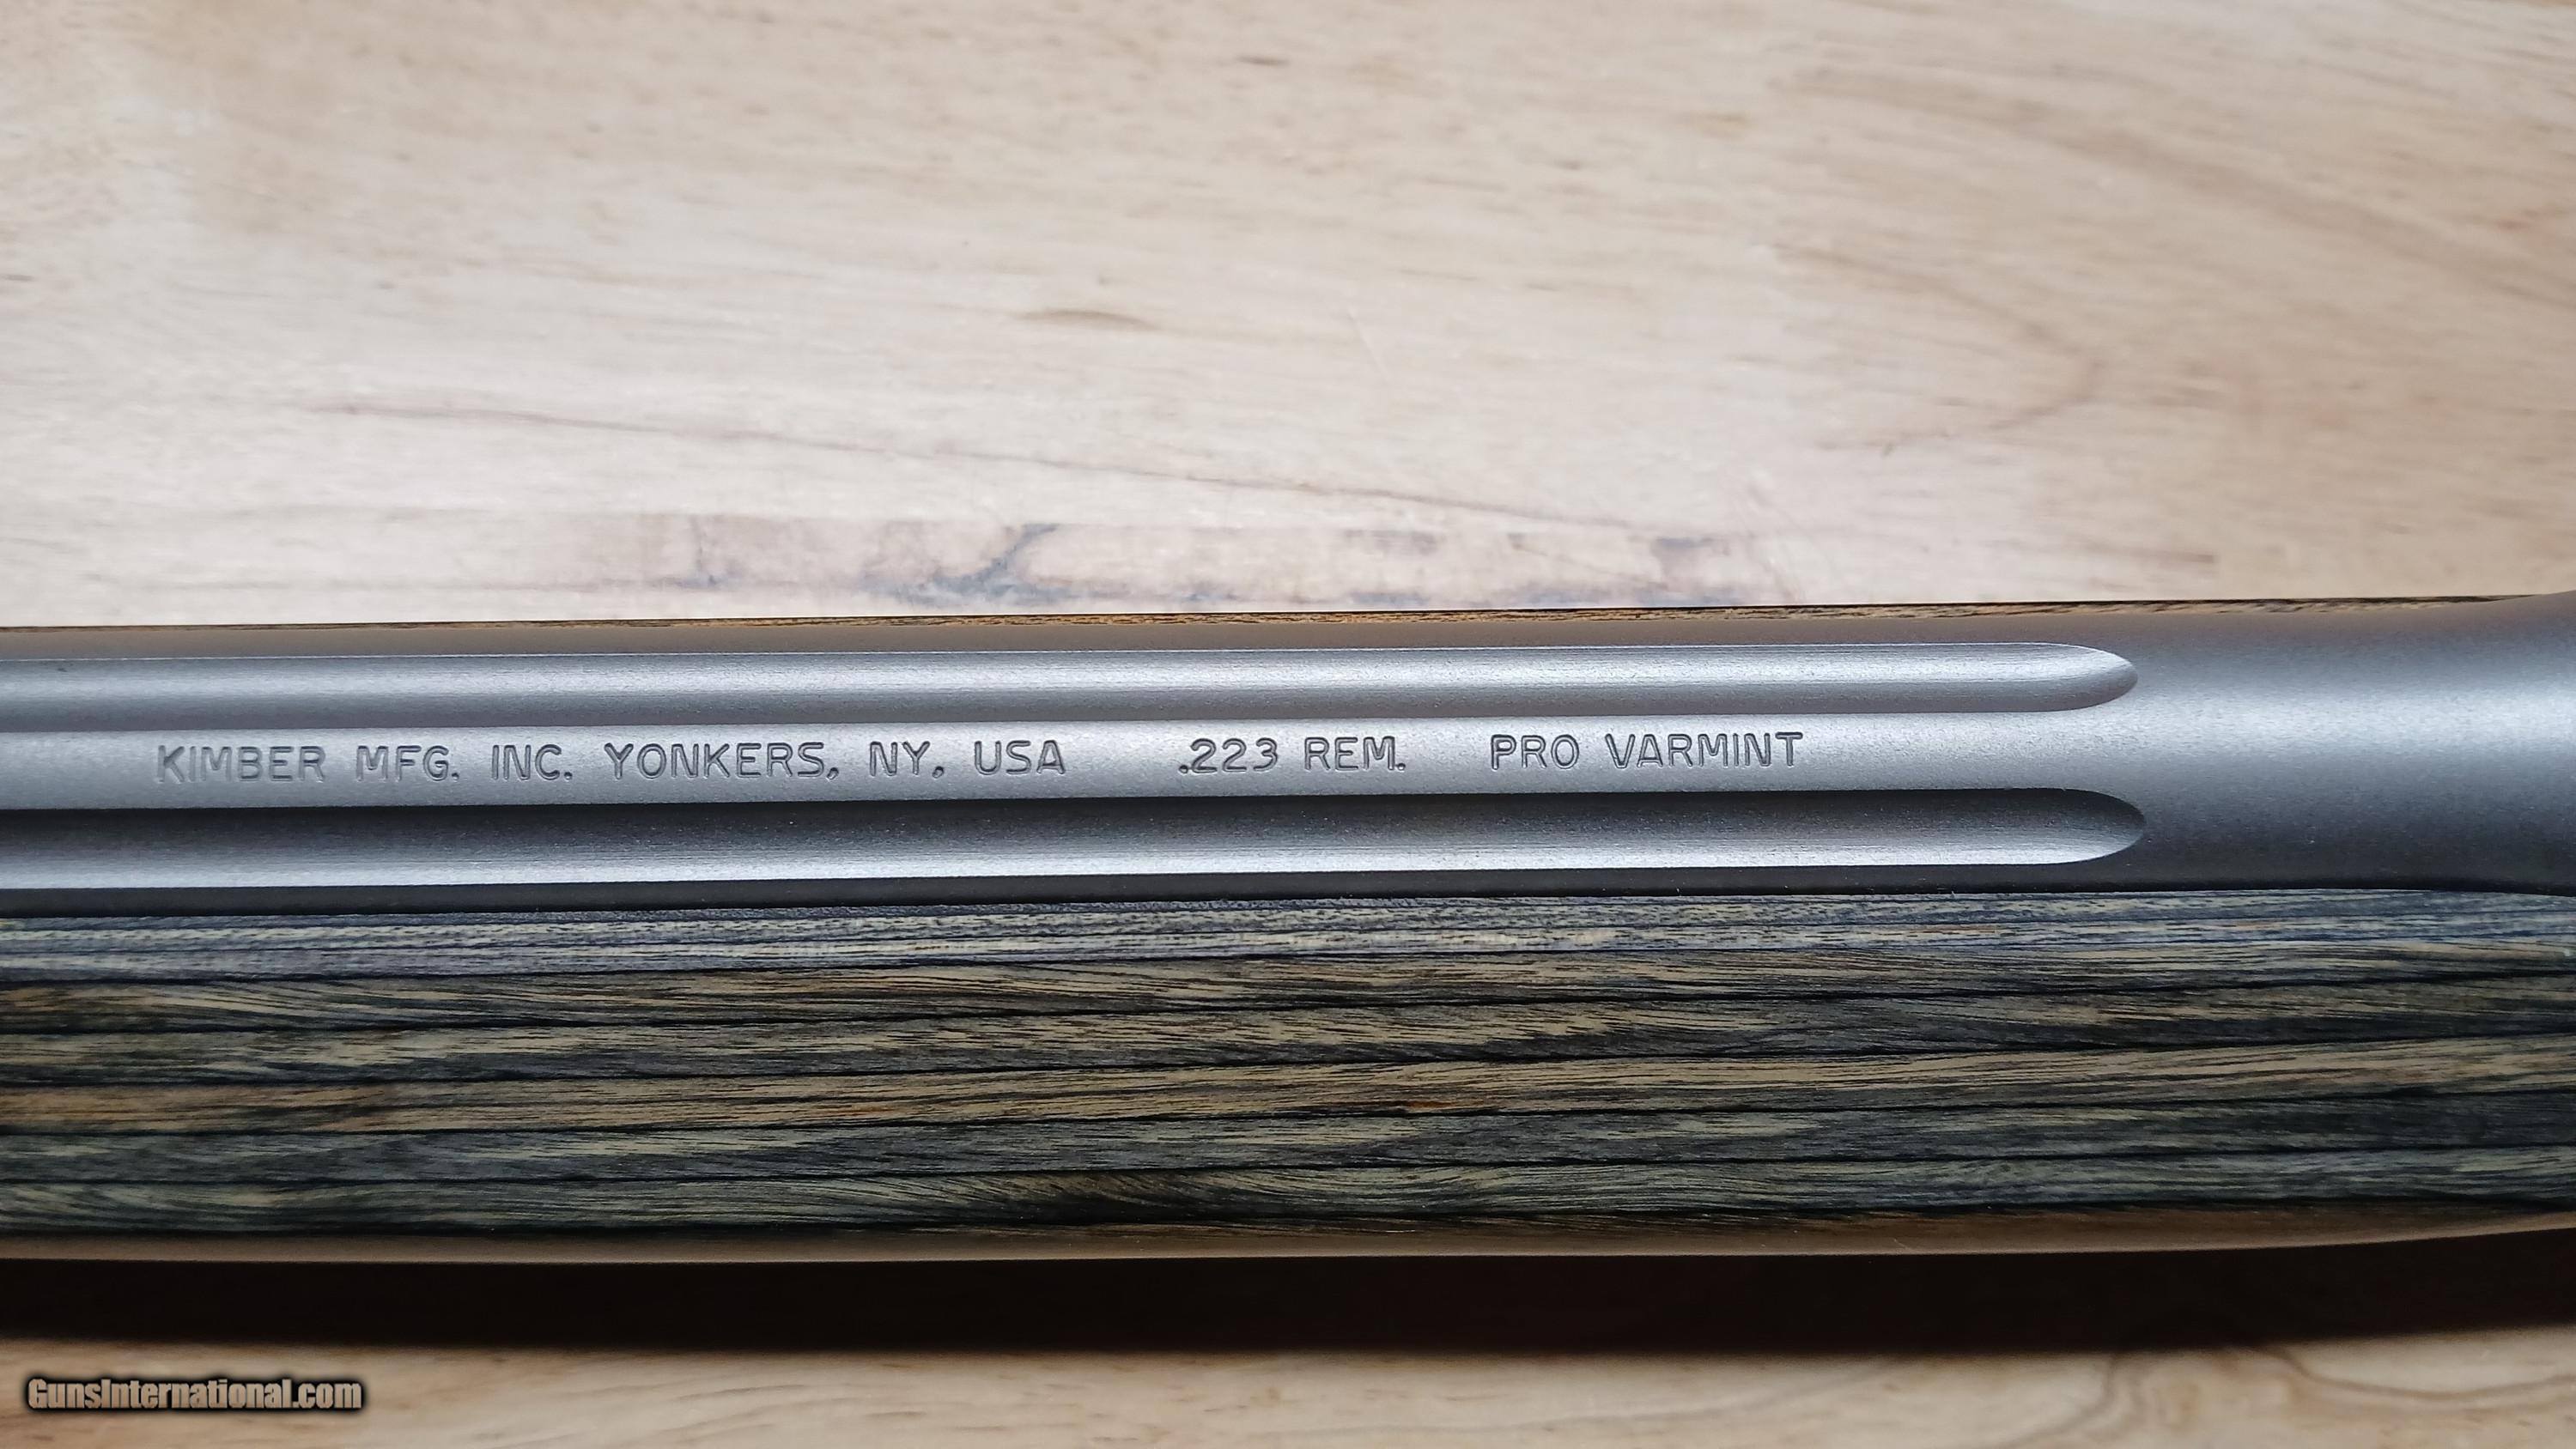 KIMBER MFG. INC. YONKERS, NY, USA .223 REM. PRO VARMINT
GunsInternational.com